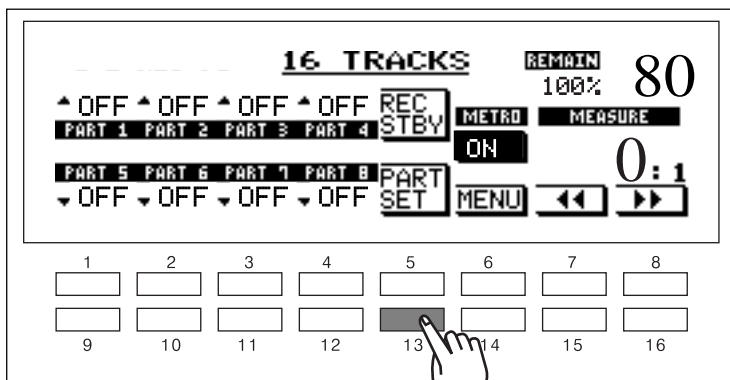 16 TRACKS
REMAIN
100%
80
OFF OFF OFF OFF
REC STBY
PART 1 PART 2 PART 3 PART 4
METRO
MEASURE
ON
0:1
PART 5 PART 6 PART 7 PART 8
OFF OFF OFF OFF
PART SET
MENU
1 2 3 4 5 6 7 8
9 10 11 12 13 14 15 16